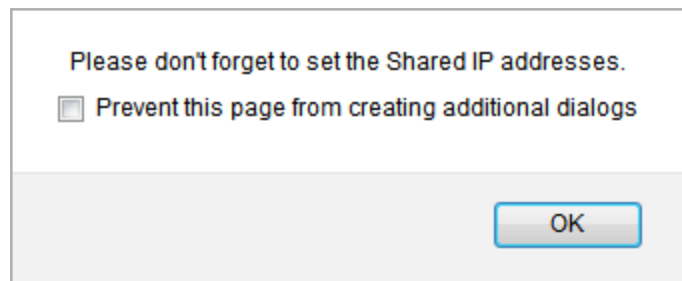 Please don't forget to set the Shared IP addresses.
Prevent this page from creating additional dialogs
OK